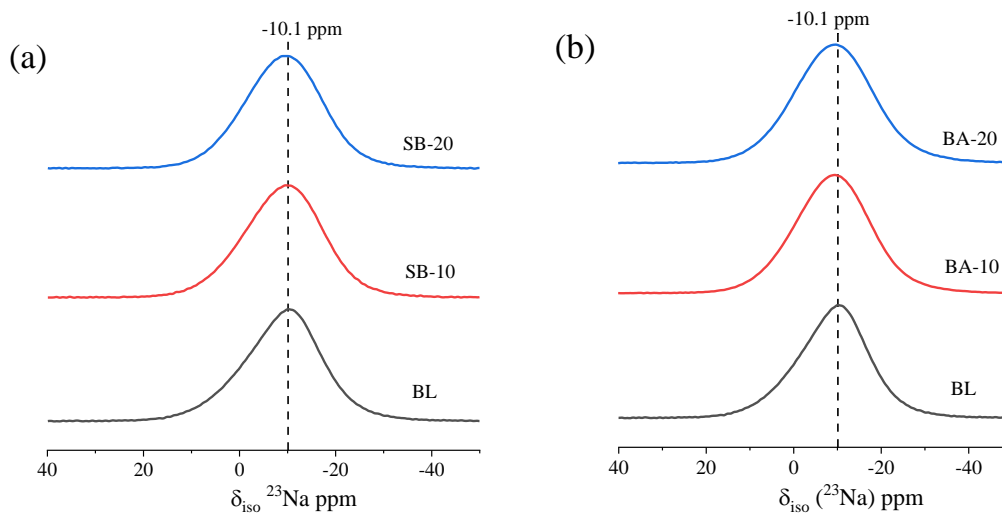 (a)
-10.1 ppm
SB-20
SB-10
BL
40 20 0 -20 -40
δiso ²³Na ppm
(b)
-10.1 ppm
BA-20
BA-10
BL
40 20 0 -20 -40
δiso (²³Na) ppm